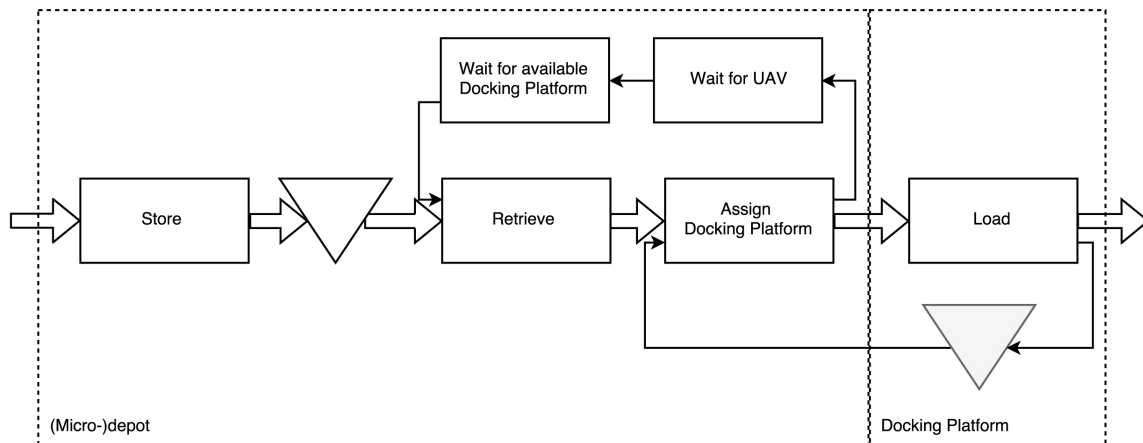 Wait for available
Docking Platform
Wait for UAV
Store
Retrieve
Assign
Docking Platform
Load
(Micro-)depot
Docking Platform